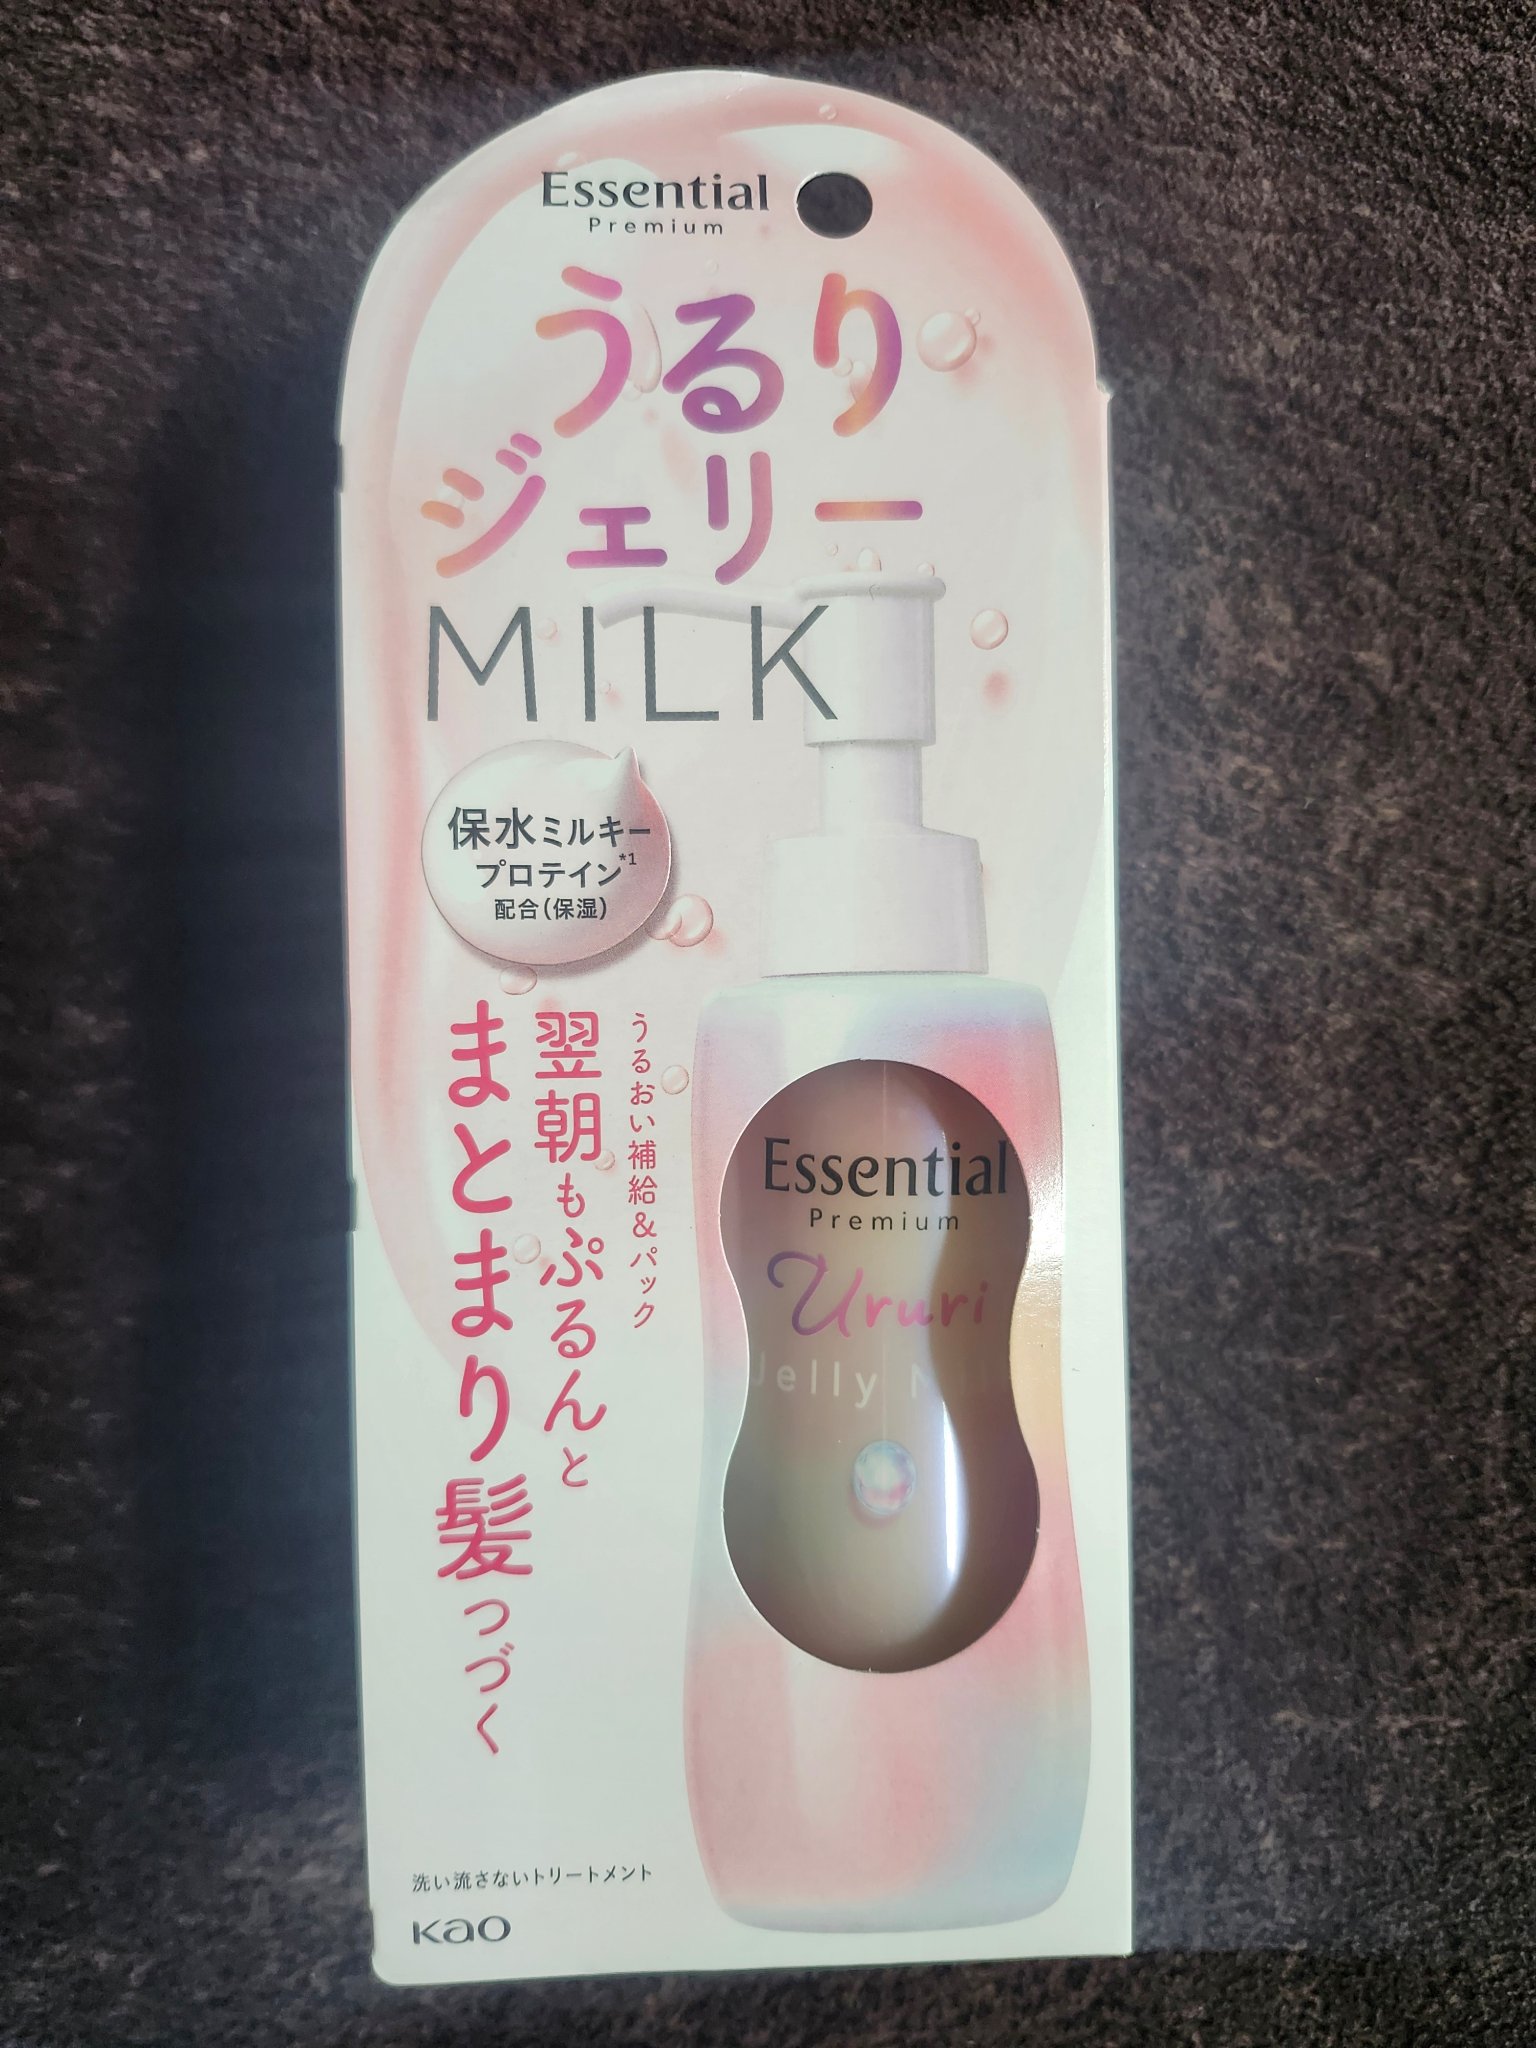 Essential
Premium
うるり
ジェリー
MILK
保水ミルキー
プロテイン*1
配合(保湿)
うるおい補給&パック
翌朝もぷるんと
まとまり髪つづく
Essential
Premium
Ururi
Jelly
洗い流さないトリートメント
Kao